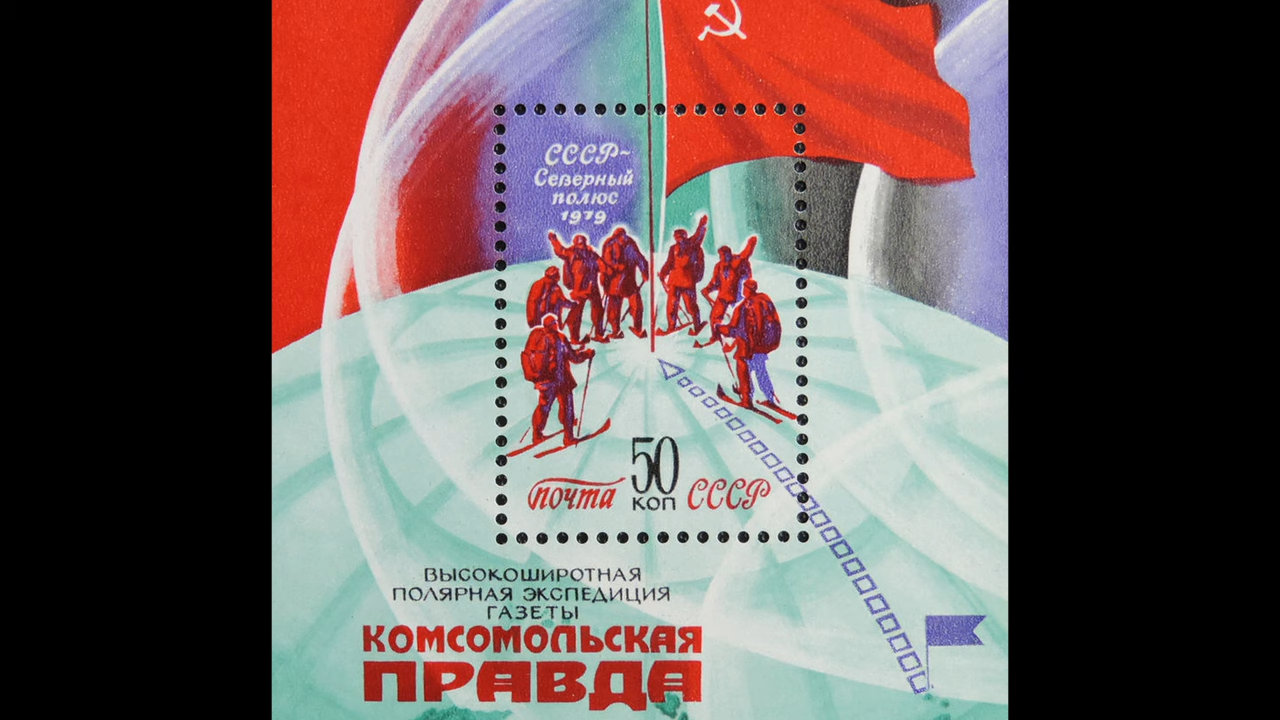 СССР-
Северный
полюс
1979
50
почта коп СССР
ВЫСОКОШИРОТНАЯ
ПОЛЯРНАЯ ЭКСПЕДИЦИЯ
ГАЗЕТЫ
КОМСОМОЛЬСКАЯ
ПРАВДА